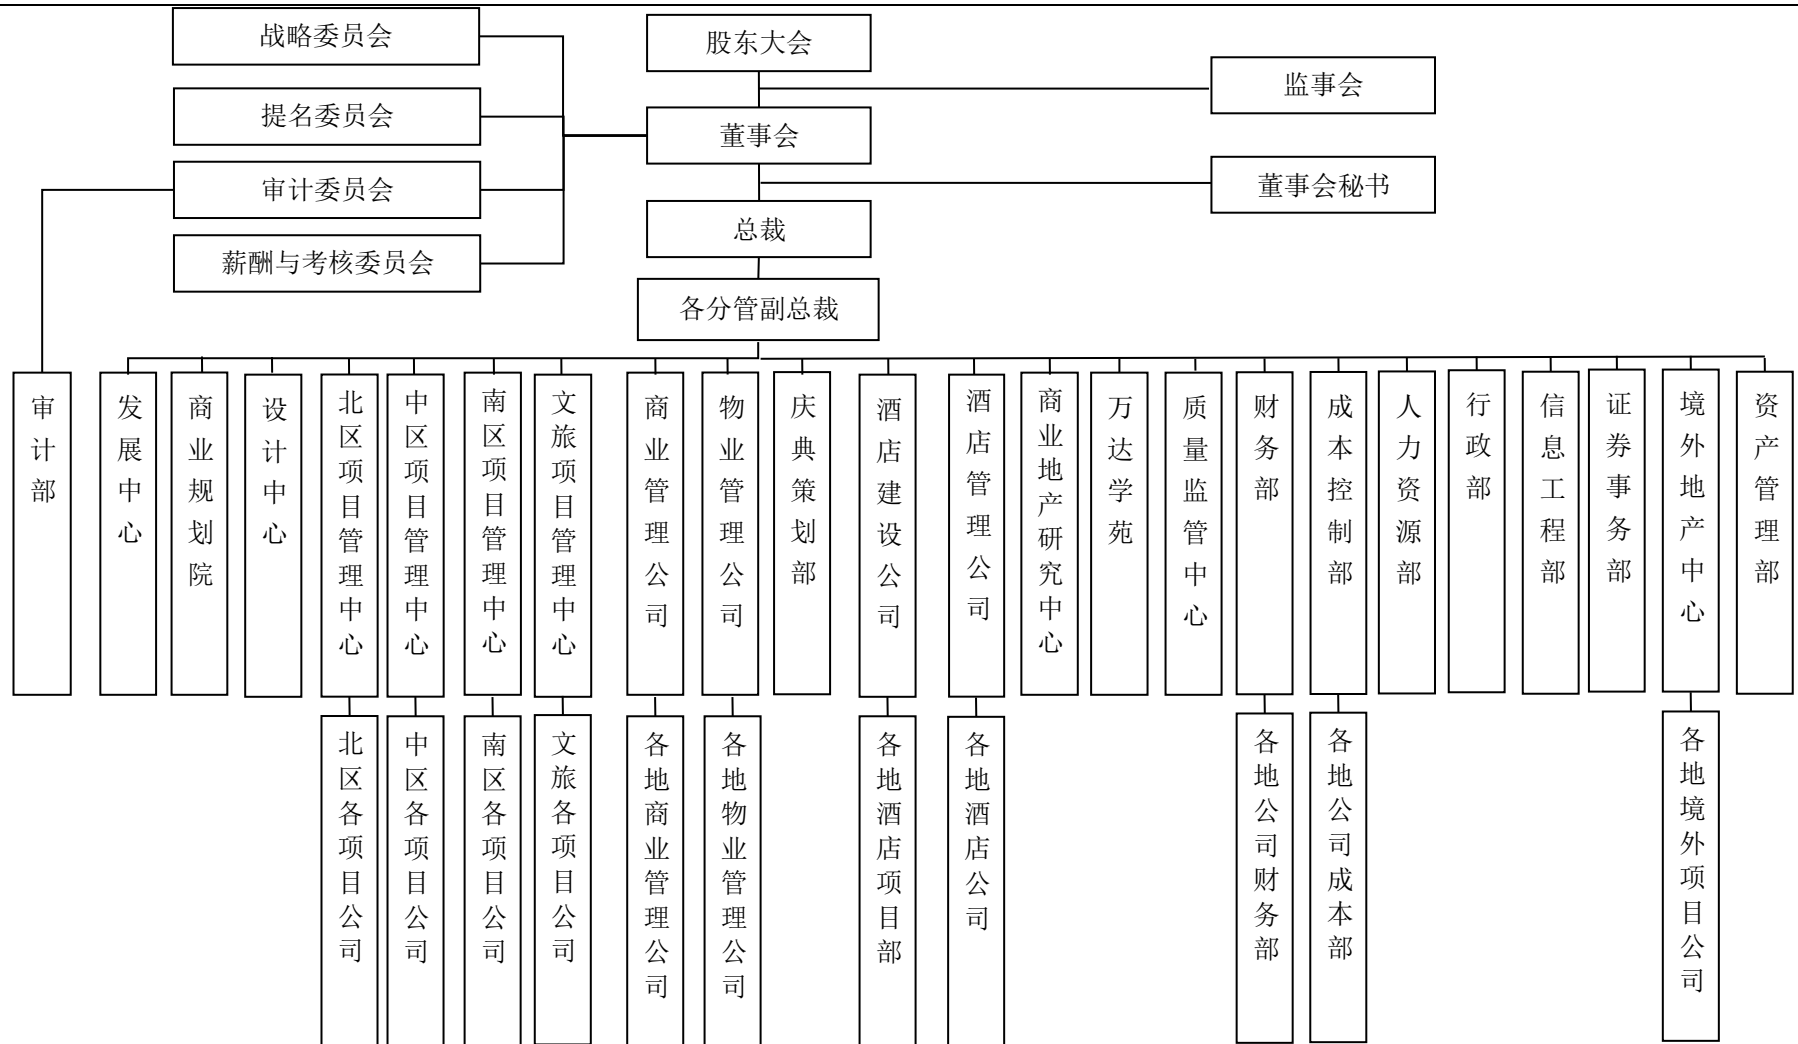 战略委员会
股东大会
监事会
提名委员会
董事会
审计委员会
董事会秘书
总裁
薪酬与考核委员会
各分管副总裁
审计部
发展中心
商业规划院
设计中心
北区项目管理中心
中区项目管理中心
南区项目管理中心
文旅项目管理中心
商业管理公司
物业管理公司
庆典策划部
酒店建设公司
酒店管理公司
商业地产研究中心
万达学苑
质量监管中心
财务部
成本控制部
人力资源部
行政部
信息工程部
证券事务部
境外地产中心
资产管理部
北区各项目公司
中区各项目公司
南区各项目公司
文旅各项目公司
各地商业管理公司
各地物业管理公司
各地酒店项目部
各地酒店公司
各地公司财务部
各地公司成本部
各地境外项目公司